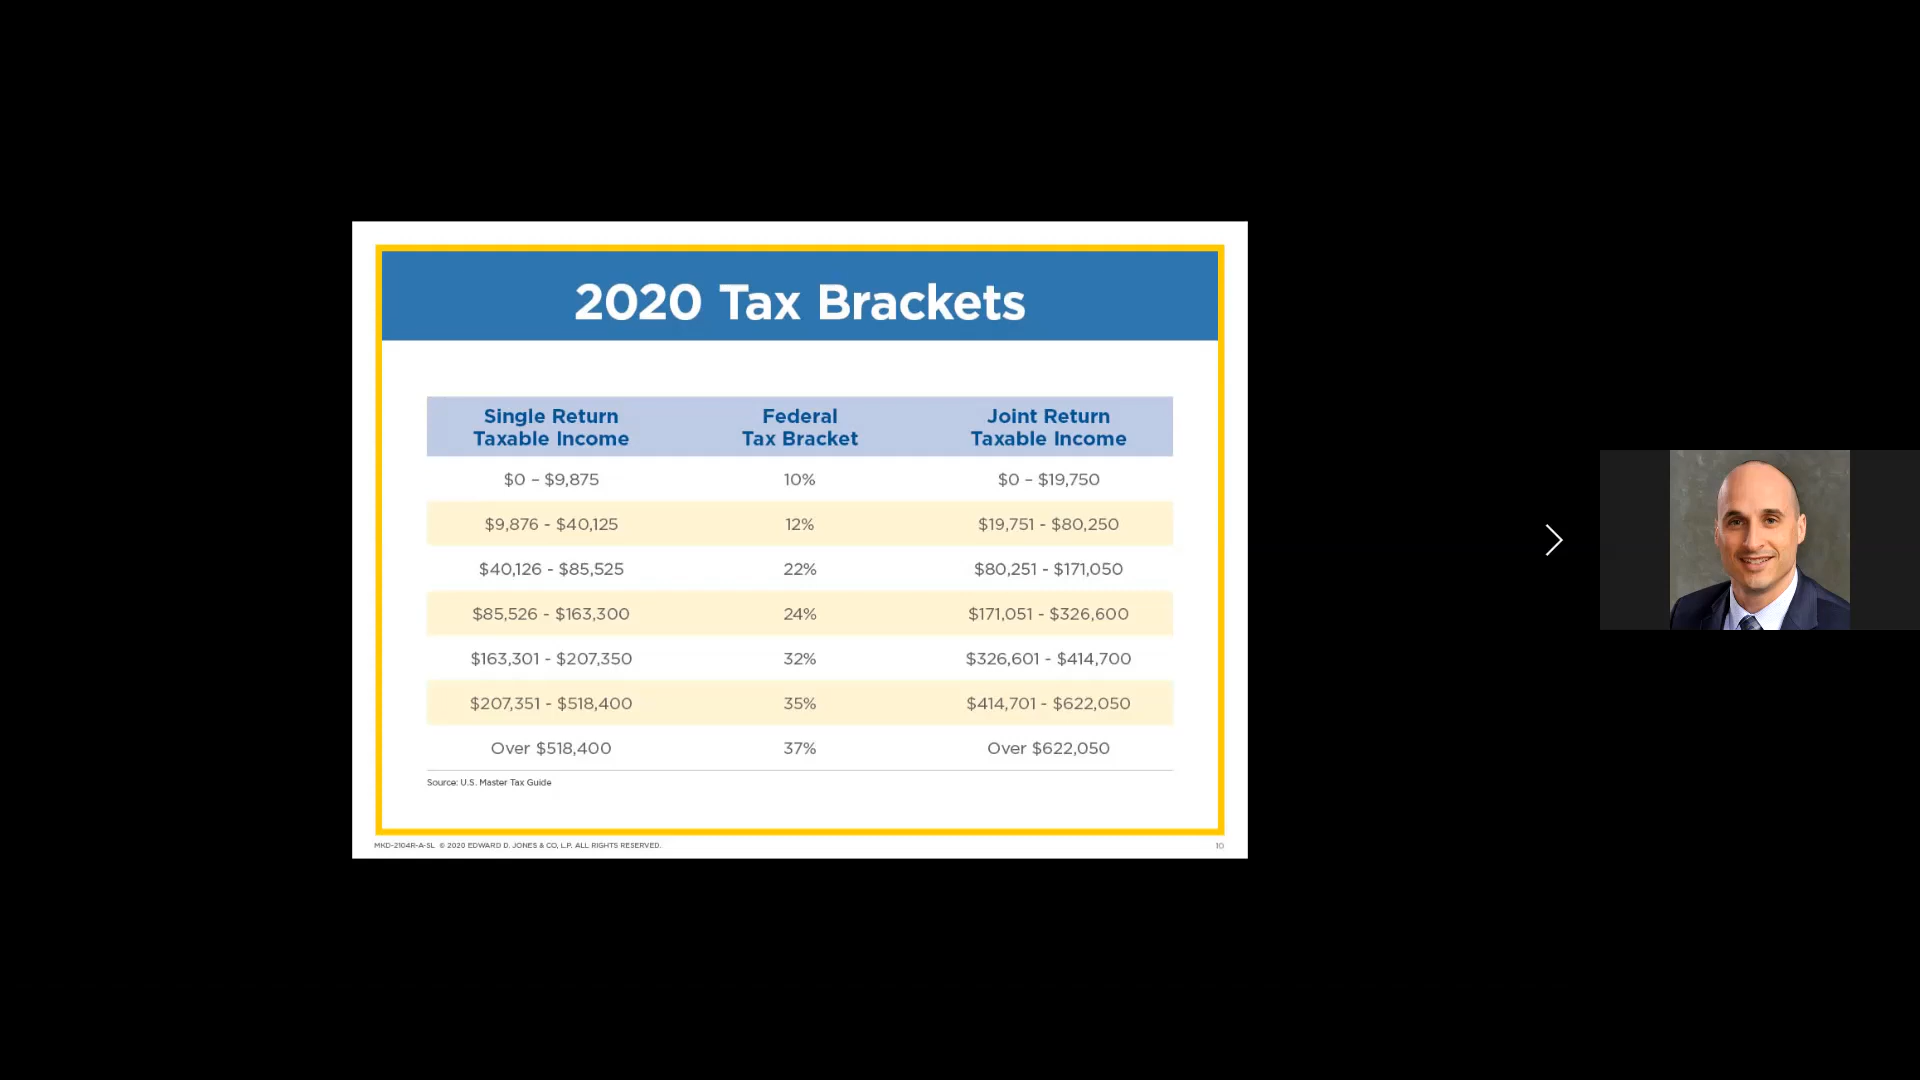 2020 Tax Brackets
Single Return Taxable Income Federal Tax Bracket Joint Return Taxable Income
$0 – $9,875 10% $0 – $19,750
$9,876 - $40,125 12% $19,751 - $80,250
$40,126 - $85,525 22% $80,251 - $171,050
$85,526 - $163,300 24% $171,051 - $326,600
$163,301 - $207,350 32% $326,601 - $414,700
$207,351 - $518,400 35% $414,701 - $622,050
Over $518,400 37% Over $622,050
Source: U.S. Master Tax Guide
MKD-2104R-A-SL © 2020 EDWARD D. JONES & CO, L.P. ALL RIGHTS RESERVED. 10